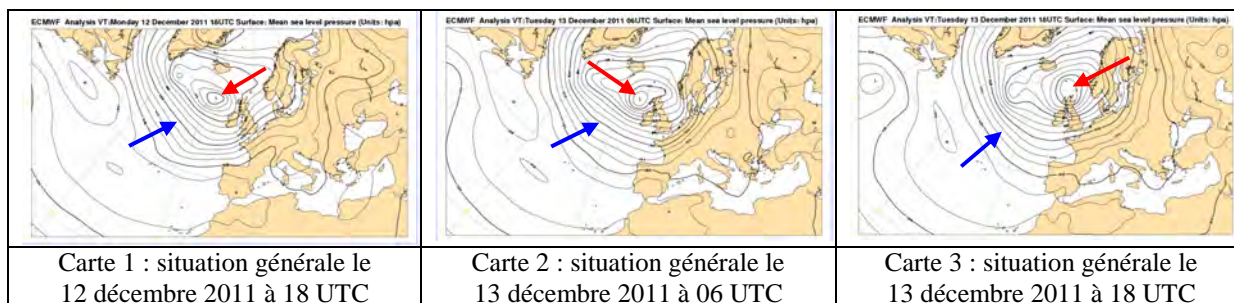 ECMWF Analysis VT:Monday 12 December 2011 18UTC Surface: Mean sea level pressure (Units: hpa)
ECMWF Analysis VT:Tuesday 13 December 2011 06UTC Surface: Mean sea level pressure (Units: hpa)
ECMWF Analysis VT:Tuesday 13 December 2011 18UTC Surface: Mean sea level pressure (Units: hpa)
Carte 1 : situation générale le
12 décembre 2011 à 18 UTC
Carte 2 : situation générale le
13 décembre 2011 à 06 UTC
Carte 3 : situation générale le
13 décembre 2011 à 18 UTC